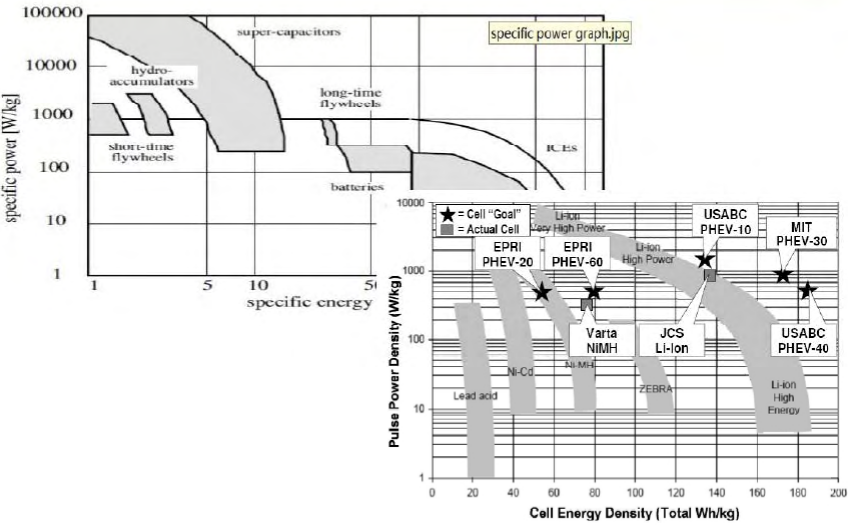 100000
10000
1000
100
10
1
specific power [W/kg]
super-capacitors
specific power graph.jpg
hydro-
accumulators
long-time
flywheels
short-time
flywheels
ICEs
batteries
1
5
10
specific energy
10000
1000
100
10
1
Pulse Power Density (W/kg)
= Cell "Goal"
= Actual Cell
Li-Ion
Very High Power
USABC
PHEV-10
MIT
PHEV-30
EPRI
PHEV-20
EPRI
PHEV-60
Li-ion
High Power
Varta
NiMH
JCS
Li-Ion
USABC
PHEV-40
Lead acid
Ni-Cd
Ni-MH
ZEBRA
Li-ion
High
Energy
0 20 40 60 80 100 120 140 160 180 200
Cell Energy Density (Total Wh/kg)